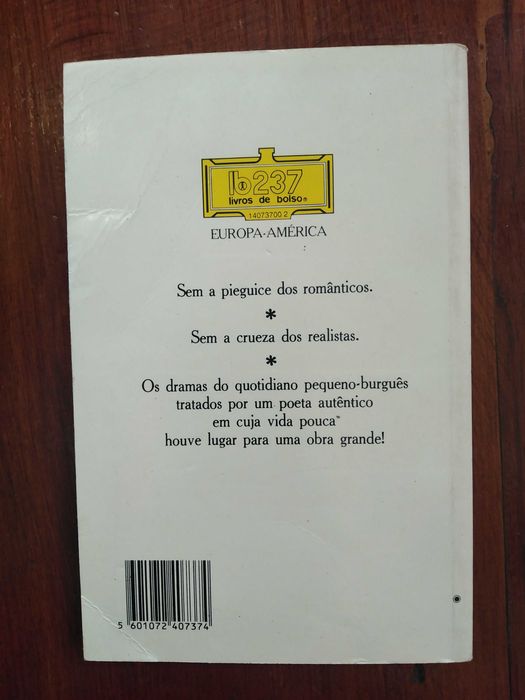 lb237
livros de bolso®
14073700 2
EUROPA-AMÉRICA
Sem a pieguice dos românticos.
*
Sem a crueza dos realistas.
*
Os dramas do quotidiano pequeno-burguês
tratados por um poeta autêntico
em cuja vida pouca
houve lugar para uma obra grande!
5 601072 407374